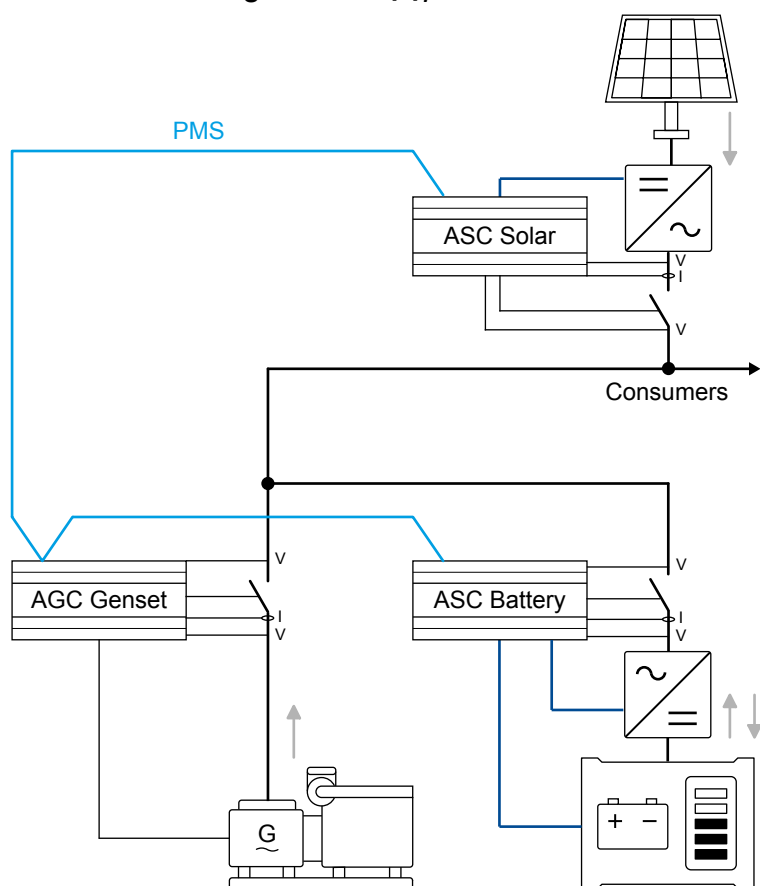 PMS
ASC Solar
V
I
V
Consumers
V
V
AGC Genset
ASC Battery
I
I
V
V
G
+ −